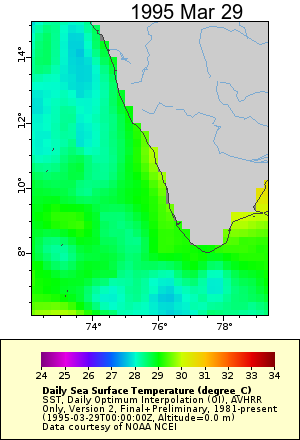 1995 Mar 29
14°
12°
10°
8°
74°
76°
78°
24 25 26 27 28 29 30 31 32 33 34
Daily Sea Surface Temperature (degree_C)
SST, Daily Optimum Interpolation (OI), AVHRR
Only, Version 2, Final+Preliminary, 1981-present
(1995-03-29T00:00:00Z, Altitude=0.0 m)
Data courtesy of NOAA NCEI